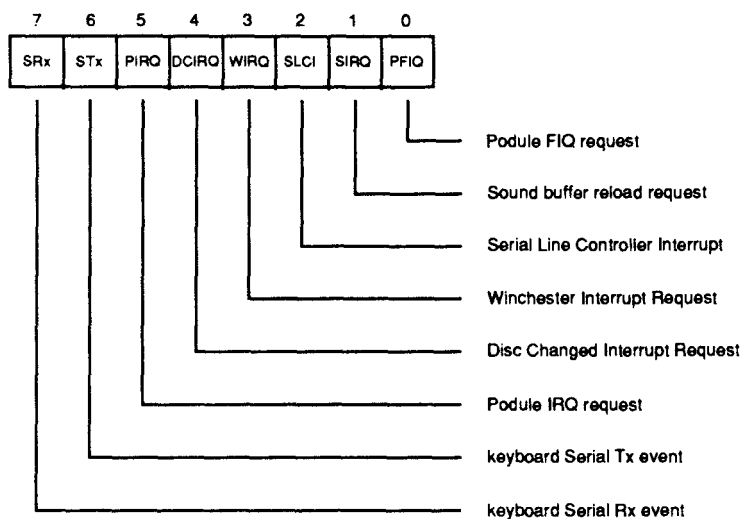 7 6 5 4 3 2 1 0
SRx STx PIRQ DCIRQ WIRQ SLCI SIRQ PFIQ
Podule FIQ request
Sound buffer reload request
Serial Line Controller Interrupt
Winchester Interrupt Request
Disc Changed Interrupt Request
Podule IRQ request
keyboard Serial Tx event
keyboard Serial Rx event